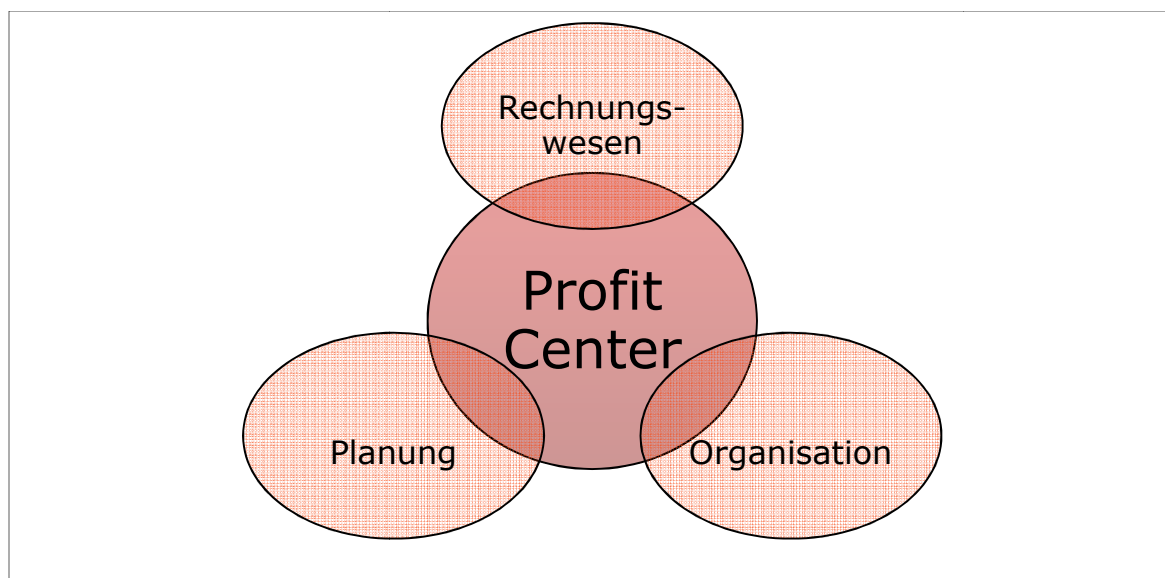 Rechnungs-
wesen
Profit
Center
Planung
Organisation